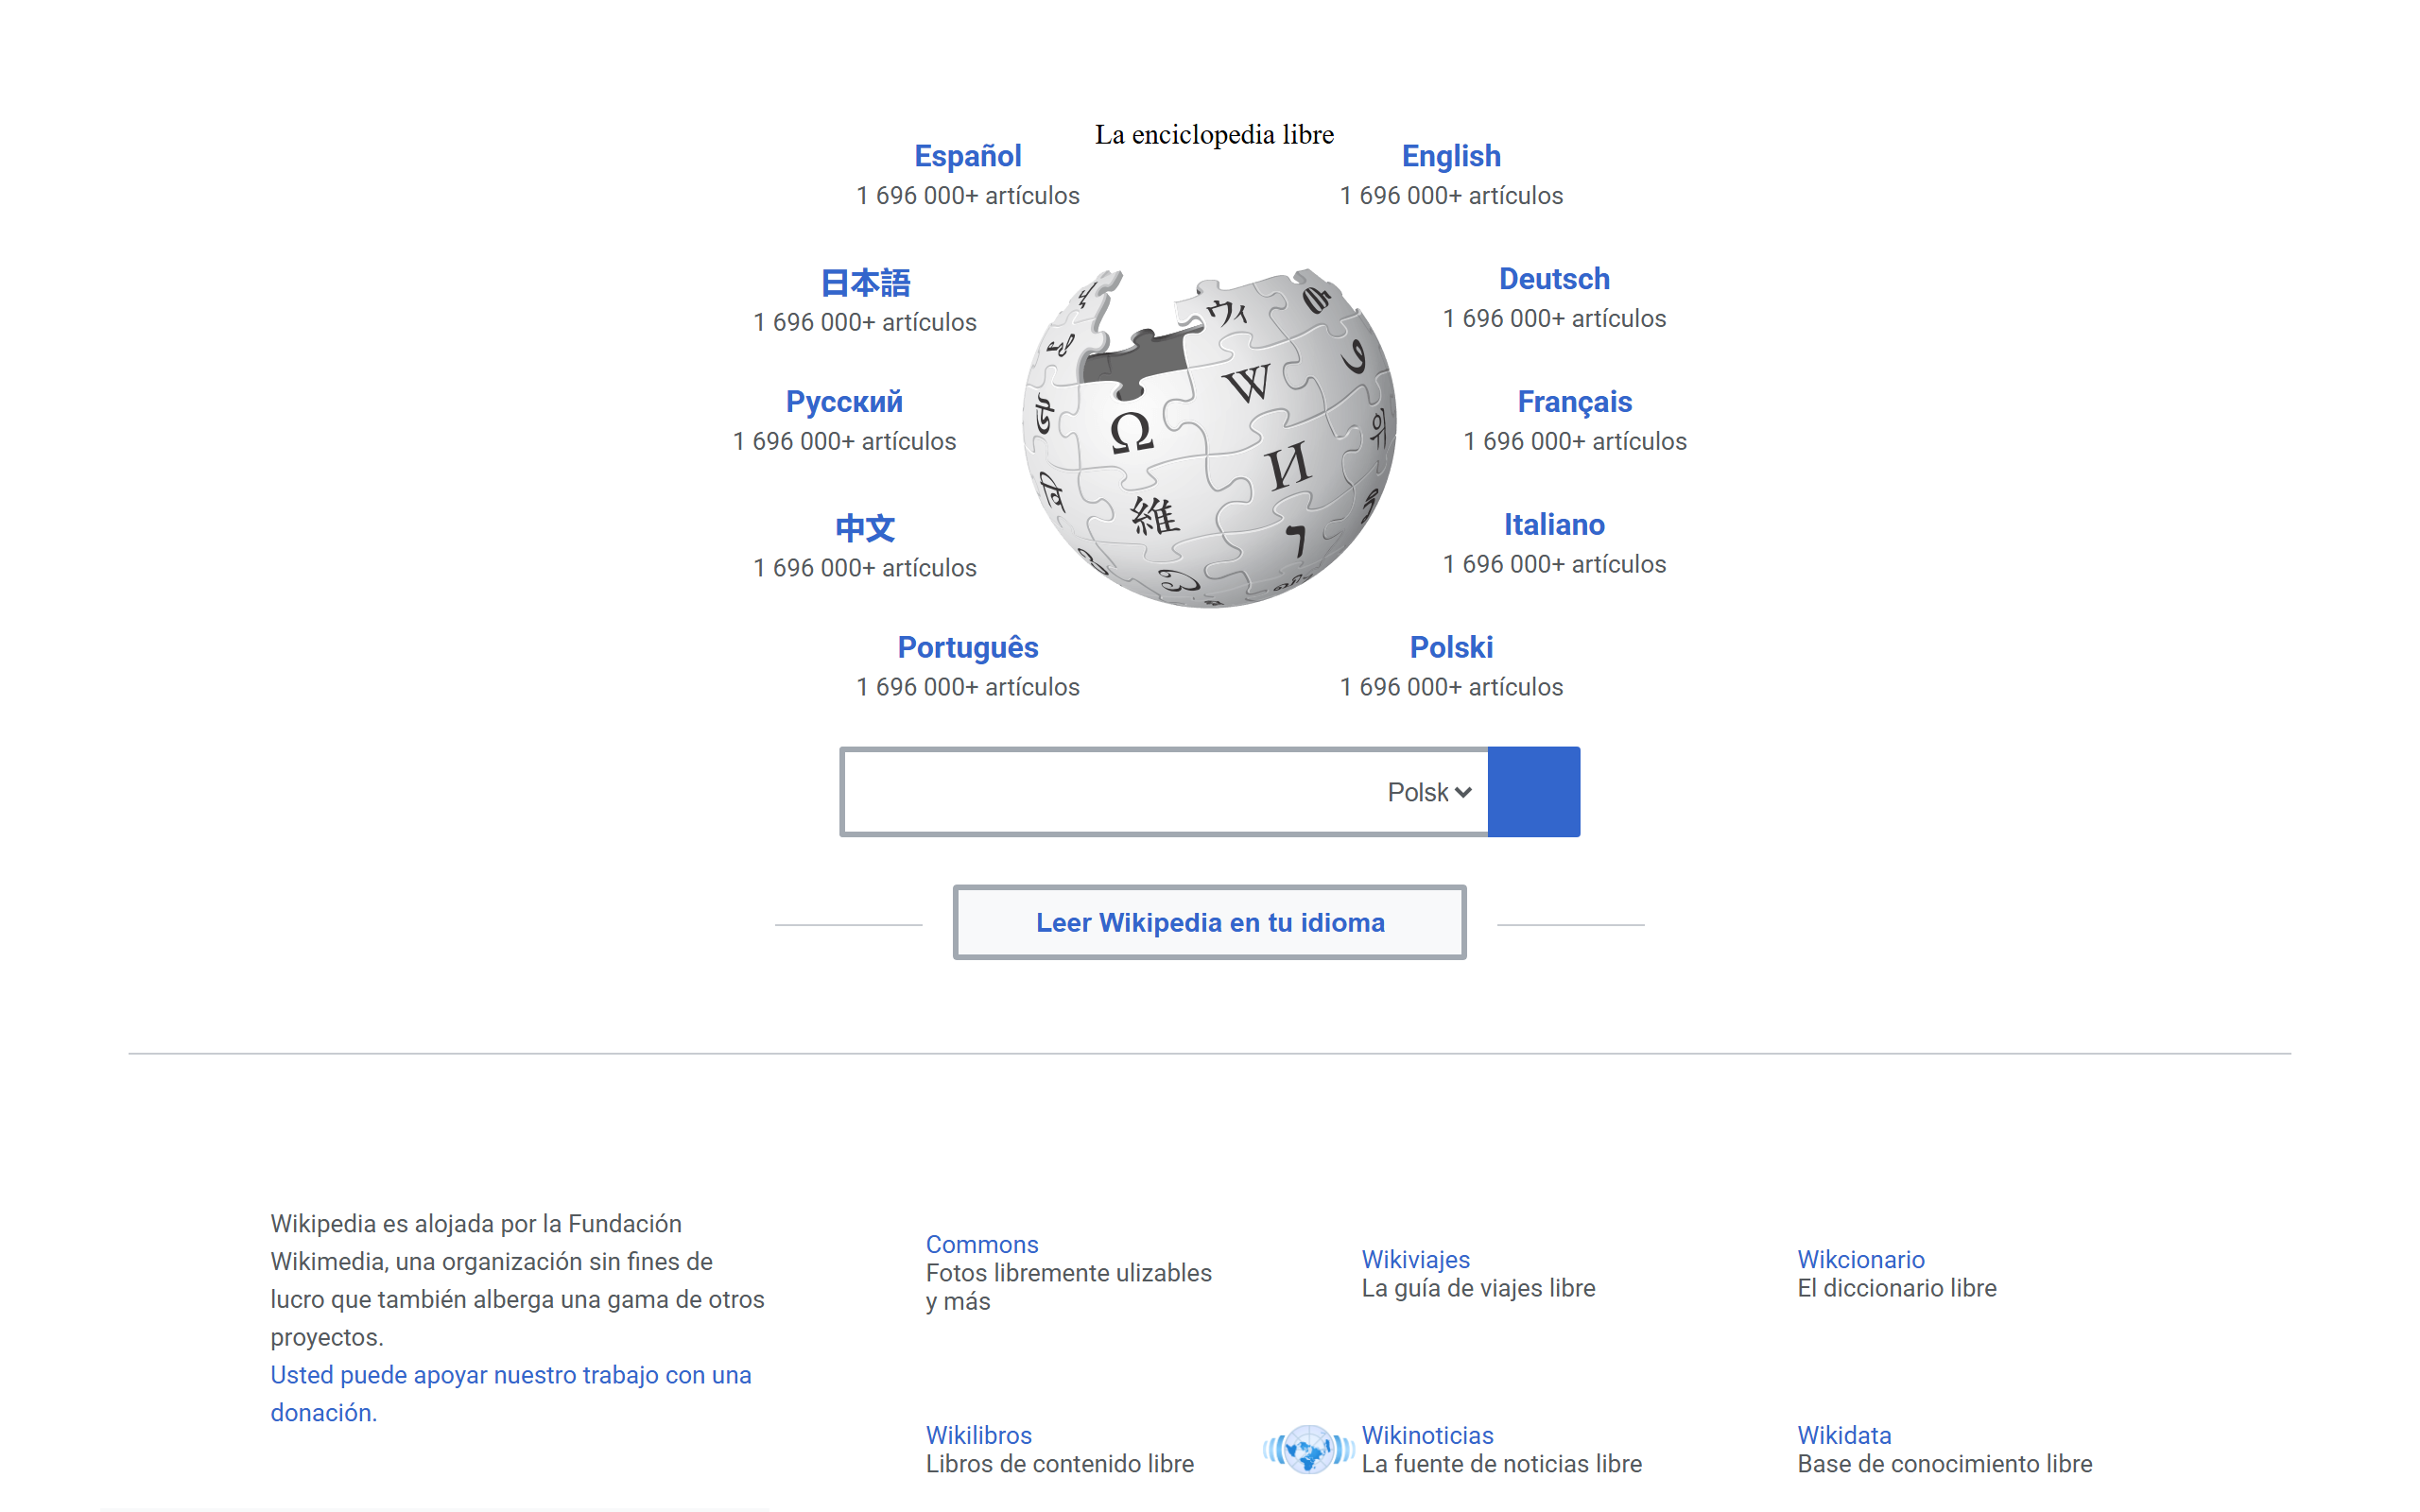 La enciclopedia libre
Español
1 696 000+ artículos
English
1 696 000+ artículos
日本語
1 696 000+ artículos
Deutsch
1 696 000+ artículos
Русский
1 696 000+ artículos
Français
1 696 000+ artículos
中文
1 696 000+ artículos
Italiano
1 696 000+ artículos
Português
1 696 000+ artículos
Polski
1 696 000+ artículos
Ω
W
И
維
ウィ
Polsk
Leer Wikipedia en tu idioma
Wikipedia es alojada por la Fundación
Wikimedia, una organización sin fines de
lucro que también alberga una gama de otros
proyectos.
Usted puede apoyar nuestro trabajo con una
donación.
Commons
Fotos libremente ulizables
y más
Wikiviajes
La guía de viajes libre
Wikcionario
El diccionario libre
Wikilibros
Libros de contenido libre
Wikinoticias
La fuente de noticias libre
Wikidata
Base de conocimiento libre